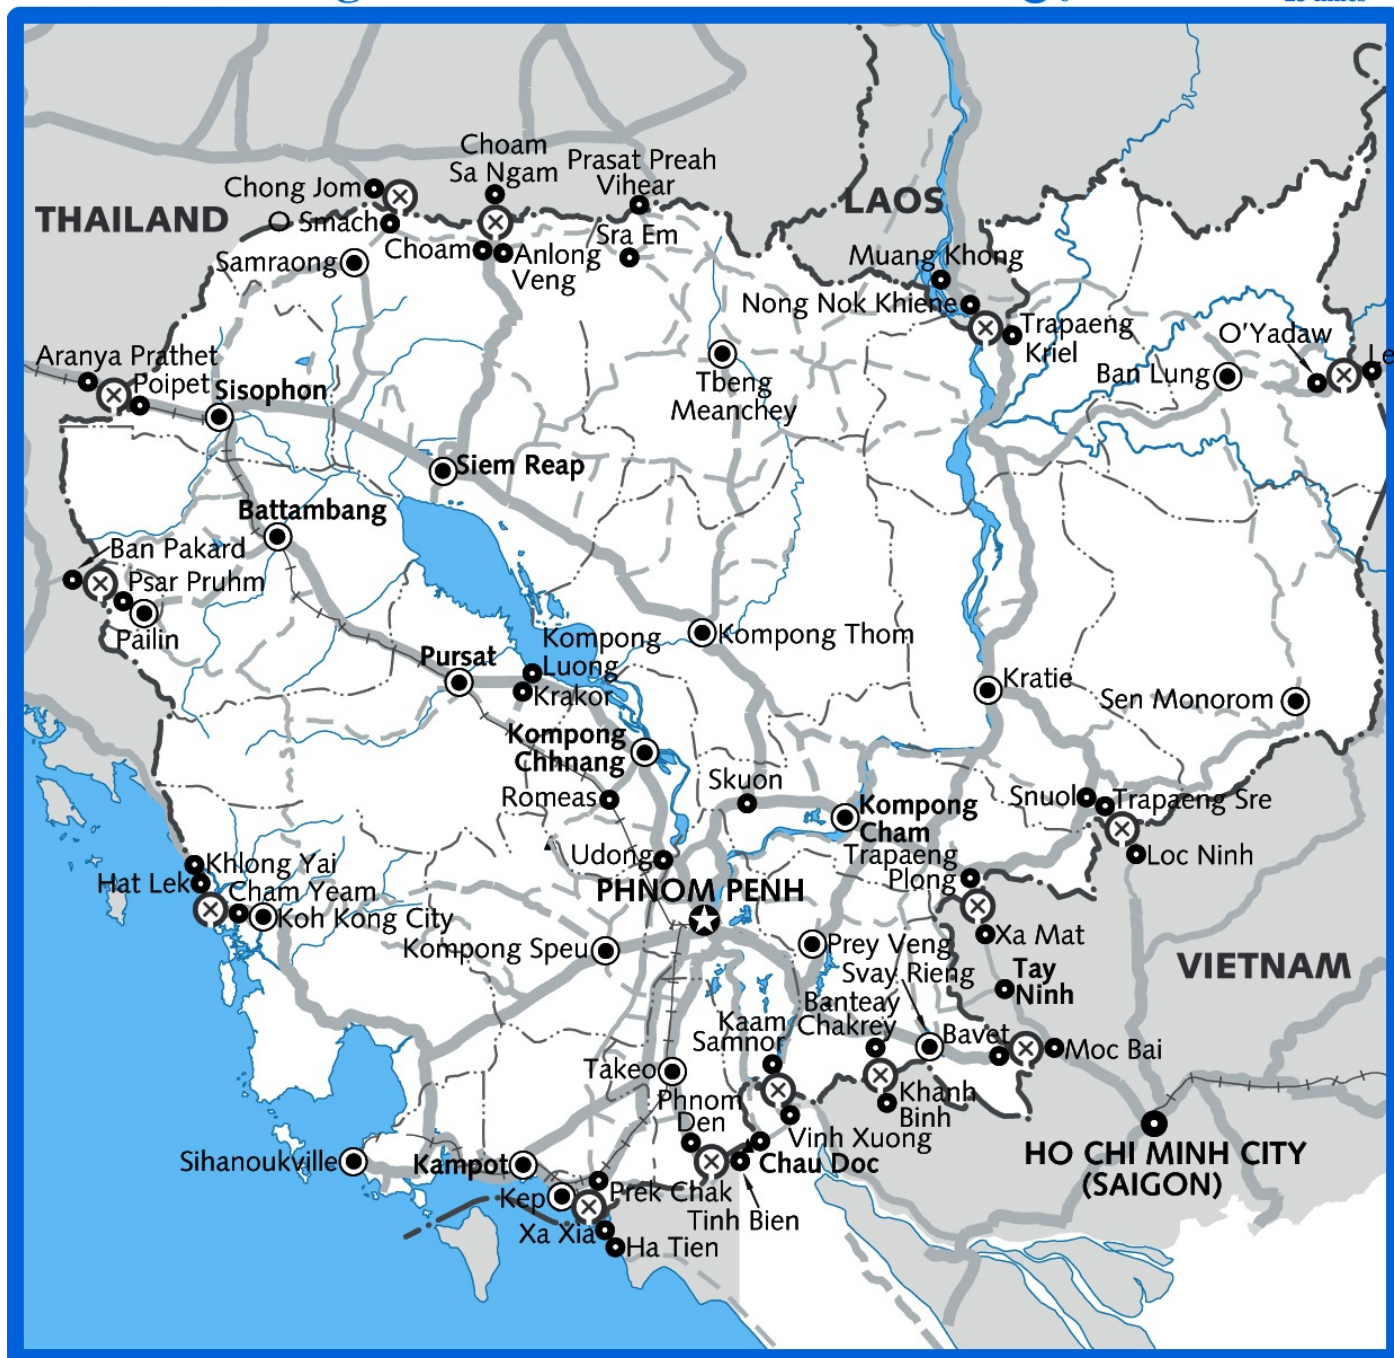 Choam
Sa Ngam
Prasat Preah
Vihear
Chong Jom
THAILAND
O Smach
LAOS
Choam
Anlong
Veng
Sra Em
Samraong
Muang Khong
Nong Nok Khiene
Trapaeng
Kriel
O'Yadaw
Le
Aranya Prathet
Poipet
Sisophon
Tbeng
Meanchey
Ban Lung
Siem Reap
Battambang
Ban Pakard
Psar Pruhm
Pailin
Kompong
Luong
Krakor
Kompong Thom
Pursat
Kratie
Sen Monorom
Kompong
Chhnang
Skuon
Romeas
Kompong
Cham
Snuol
Trapaeng Sre
Udong
Trapaeng
Plong
Loc Ninh
Khlong Yai
Hat Lek
Cham Yeam
Koh Kong City
PHNOM PENH
Kompong Speu
Prey Veng
Xa Mat
Svay Rieng
Tay
Ninh
VIETNAM
Banteay
Chakrey
Kaam
Samnor
Bavet
Moc Bai
Takeo
Khanh
Binh
Phnom
Den
Vinh Xuong
Chau Doc
HO CHI MINH CITY
(SAIGON)
Sihanoukville
Kampot
Kep
Prek Chak
Tinh Bien
Xa Xia
Ha Tien